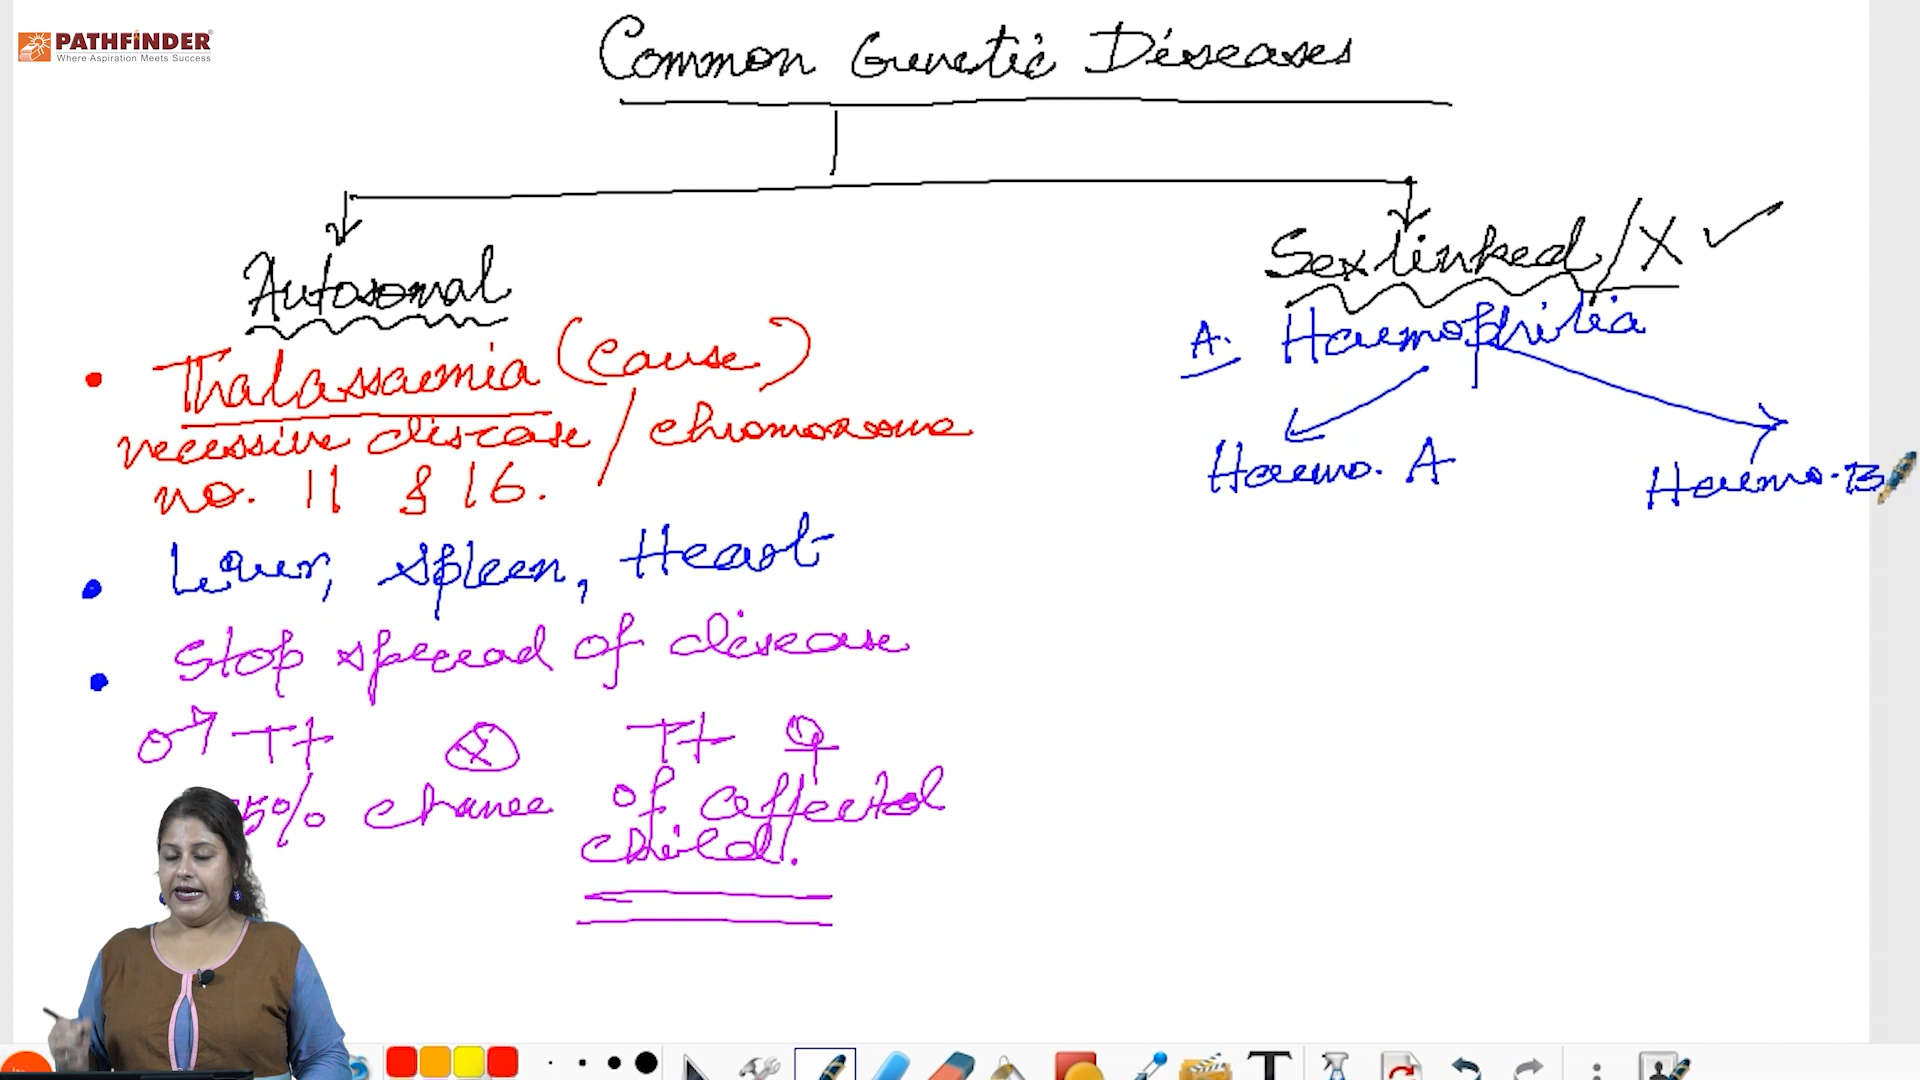 PATHFINDER
Where Aspiration Meets Success
Common Genetic Diseases
Autosomal
Sex linked / X ✓
• Thalassaemia (cause)
recessive disease / chromosome
no. 11 & 16.
• Liver, Spleen, Heart
• Stop spread of disease
♂ Tt ⊗ Tt ♀
5% chance of affected
child.
A. Haemophilia
Haemo. A
Haemo. B